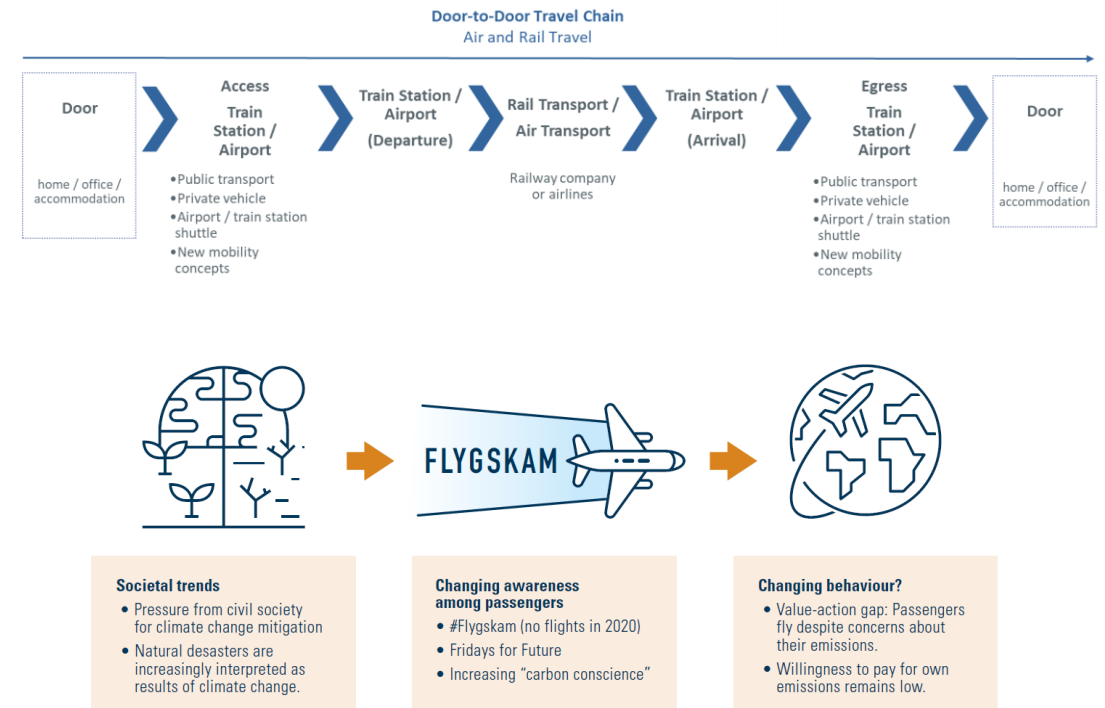 Door-to-Door Travel Chain
Air and Rail Travel
Door
home / office /
accommodation
Access
Train
Station /
Airport
•Public transport
•Private vehicle
•Airport / train station
shuttle
•New mobility
concepts
Train Station /
Airport
(Departure)
Rail Transport /
Air Transport
Railway company
or airlines
Train Station /
Airport
(Arrival)
Egress
Train
Station /
Airport
•Public transport
•Private vehicle
•Airport / train station
shuttle
•New mobility
concepts
Door
home / office /
accommodation
FLYGSKAM
Societal trends
• Pressure from civil society
for climate change mitigation
• Natural desasters are
increasingly interpreted as
results of climate change.
Changing awareness
among passengers
• #Flygskam (no flights in 2020)
• Fridays for Future
• Increasing “carbon conscience”
Changing behaviour?
• Value-action gap: Passengers
fly despite concerns about
their emissions.
• Willingness to pay for own
emissions remains low.